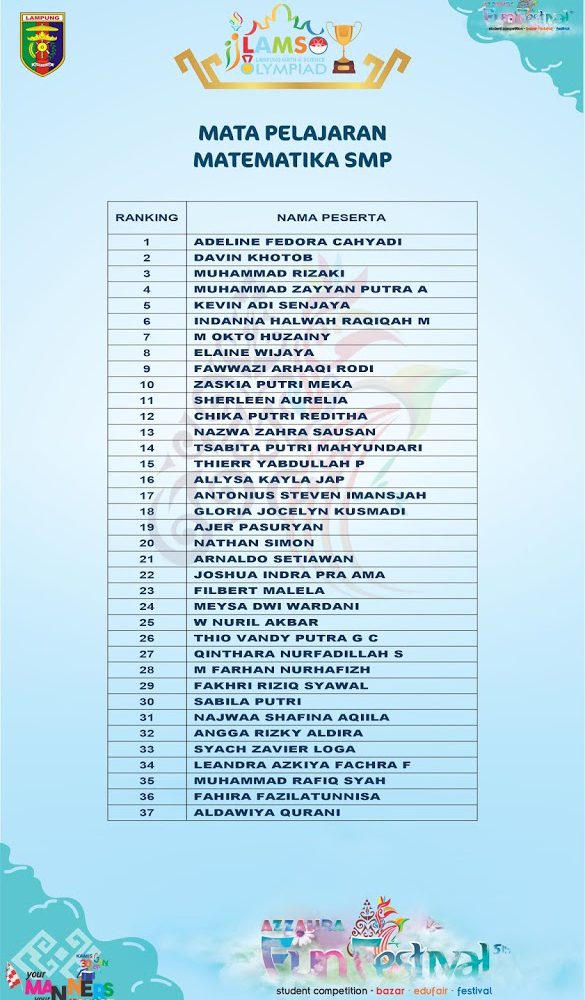 LAMPUNG
LAMSO
LAMPUNG MATH & SCIENCE
OLYMPIAD
Fun Festival
student competition - bazar - edufair - festival
MATA PELAJARAN
MATEMATIKA SMP
RANKING NAMA PESERTA
1 ADELINE FEDORA CAHYADI
2 DAVIN KHOTOB
3 MUHAMMAD RIZAKI
4 MUHAMMAD ZAYYAN PUTRA A
5 KEVIN ADI SENJAYA
6 INDANNA HALWAH RAQIQAH M
7 M OKTO HUZAINY
8 ELAINE WIJAYA
9 FAWWAZI ARHAQI RODI
10 ZASKIA PUTRI MEKA
11 SHERLEEN AURELIA
12 CHIKA PUTRI REDITHA
13 NAZWA ZAHRA SAUSAN
14 TSABITA PUTRI MAHYUNDARI
15 THIERR YABDULLAH P
16 ALLYSA KAYLA JAP
17 ANTONIUS STEVEN IMANSJAH
18 GLORIA JOCELYN KUSMADI
19 AJER PASURYAN
20 NATHAN SIMON
21 ARNALDO SETIAWAN
22 JOSHUA INDRA PRA AMA
23 FILBERT MALELA
24 MEYSA DWI WARDANI
25 W NURIL AKBAR
26 THIO VANDY PUTRA G C
27 QINTHARA NURFADILLAH S
28 M FARHAN NURHAFIZH
29 FAKHRI RIZIQ SYAWAL
30 SABILA PUTRI
31 NAJWAA SHAFINA AQIILA
32 ANGGA RIZKY ALDIRA
33 SYACH ZAVIER LOGA
34 LEANDRA AZKIYA FACHRA F
35 MUHAMMAD RAFIQ SYAH
36 FAHIRA FAZILATUNNISA
37 ALDAWIYA QURANI
your
MANNERS
your
AZZAURA
Fun Festival 5th
student competition - bazar - edufair - festival